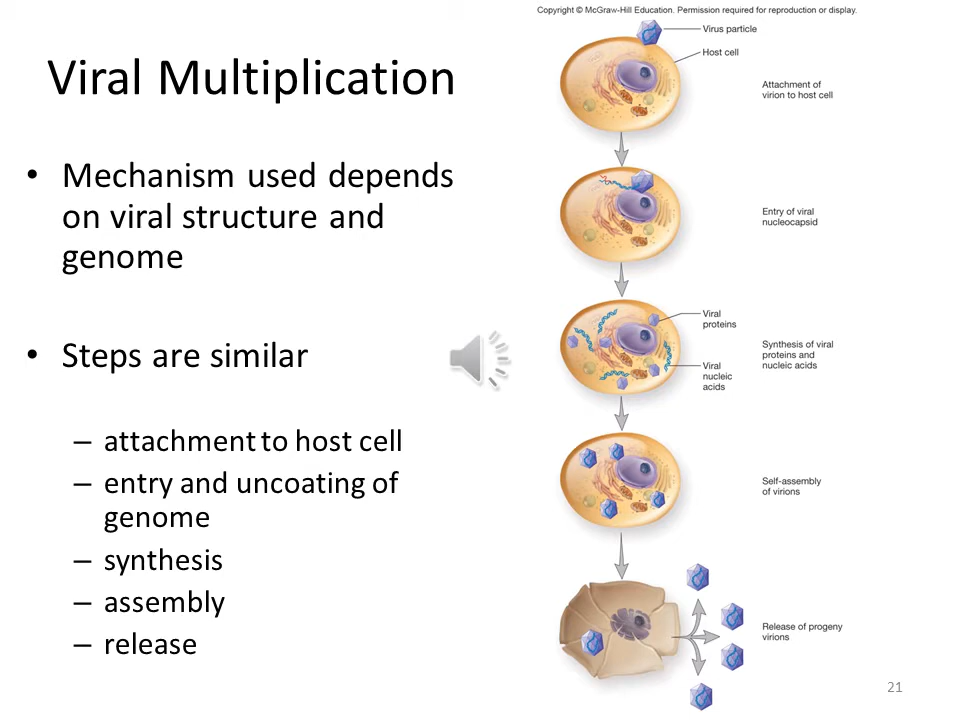 Copyright © McGraw-Hill Education. Permission required for reproduction or display.
Viral Multiplication
• Mechanism used depends
on viral structure and
genome
• Steps are similar
– attachment to host cell
– entry and uncoating of
genome
– synthesis
– assembly
– release
Virus particle
Host cell
Attachment of
virion to host cell
Entry of viral
nucleocapsid
Viral
proteins
Viral
nucleic
acids
Synthesis of viral
proteins and
nucleic acids
Self-assembly
of virions
Release of progeny
virions
21